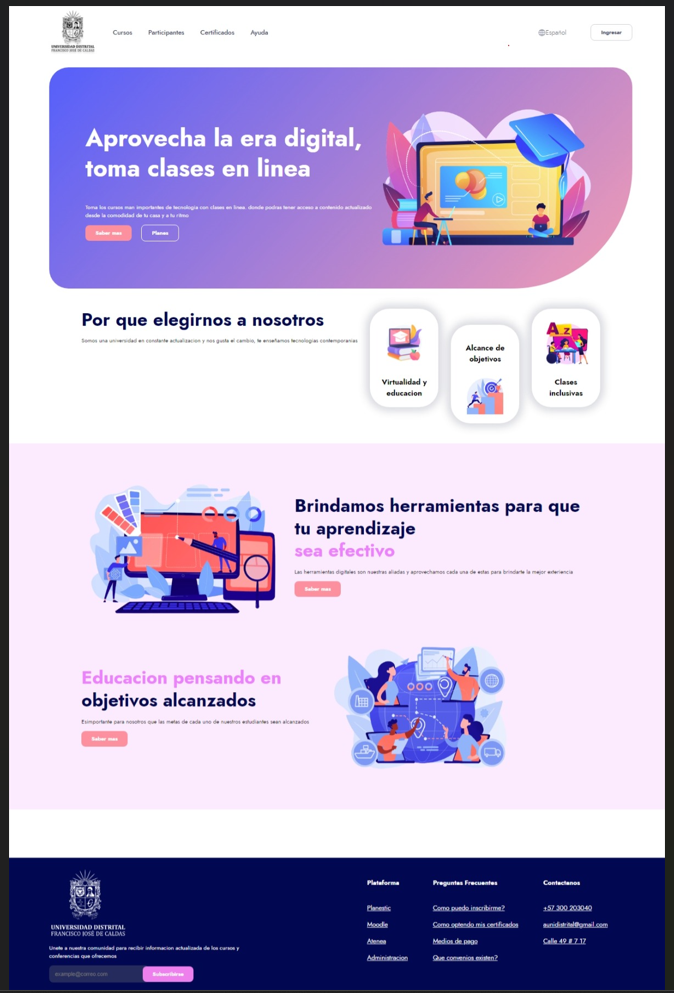 UNIVERSIDAD DISTRITAL
FRANCISCO JOSÉ DE CALDAS
Cursos
Participantes
Certificados
Ayuda
Español
Ingresar
Aprovecha la era digital,
toma clases en linea
Toma los cursos man importantes de tecnologia con clases en linea. donde podras tener acceso a contenido actualizado
desde la comodidad de tu casa y a tu ritmo
Saber mas
Planes
Por que elegirnos a nosotros
Somos una universidad en constante actualizacion y nos gusta el cambio, te enseñamos tecnologias contemporanias
Virtualidad y
educacion
Alcance de
objetivos
A Z
Clases
inclusivas
Brindamos herramientas para que
tu aprendizaje
sea efectivo
Las herramientas digiteles son nuestras aliadas y aprovechamos cada una de estas para brindarte la mejor experiencia
Saber mas
Educacion pensando en
objetivos alcanzados
Esimportante para nosotros que las metas de cada uno de nuestros estudiantes sean alcanzados
Saber mas
UNIVERSIDAD DISTRITAL
FRANCISCO JOSÉ DE CALDAS
Unete a nuestra comunidad para recibir informacion actualizada de los cursos y
conferencias que ofrecemos
example@correo.com
Subscribirse
Plataforma
Planestic
Moodle
Atenea
Administracion
Preguntas Frecuentes
Como puedo inscribirme?
Como optendo mis certificados
Medios de pago
Que convenios existen?
Contactanos
+57 300 203040
aunidistrital@gmail.com
Calle 49 # 7 17